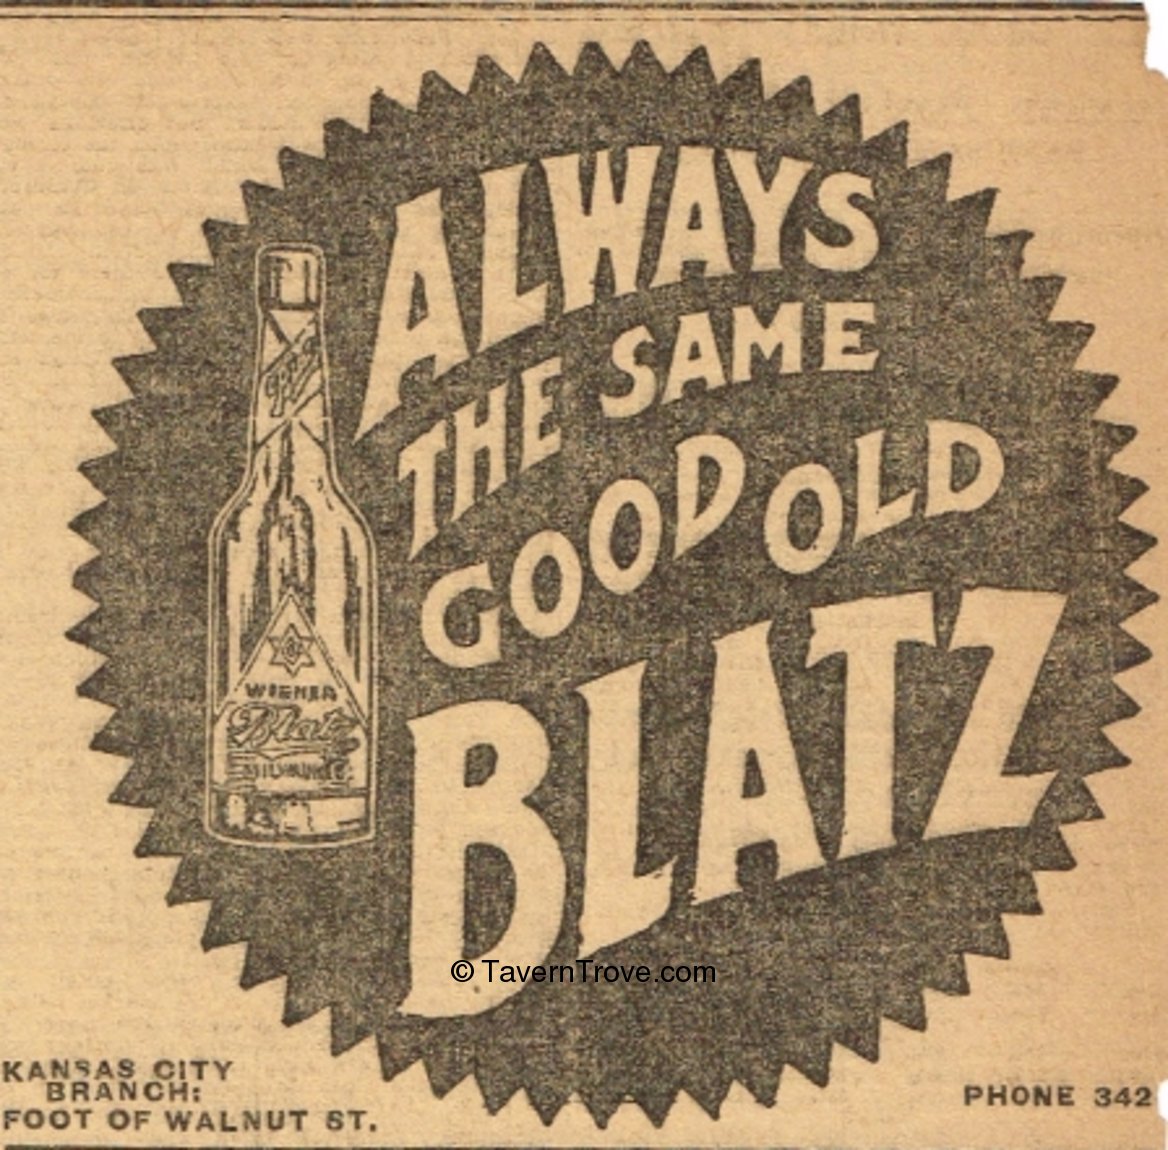 ALWAYS
THE SAME
GOOD OLD
BLATZ
WIENER
Blatz
MILWAUKEE
© TavernTrove.com
KANSAS CITY
BRANCH:
FOOT OF WALNUT ST.
PHONE 342